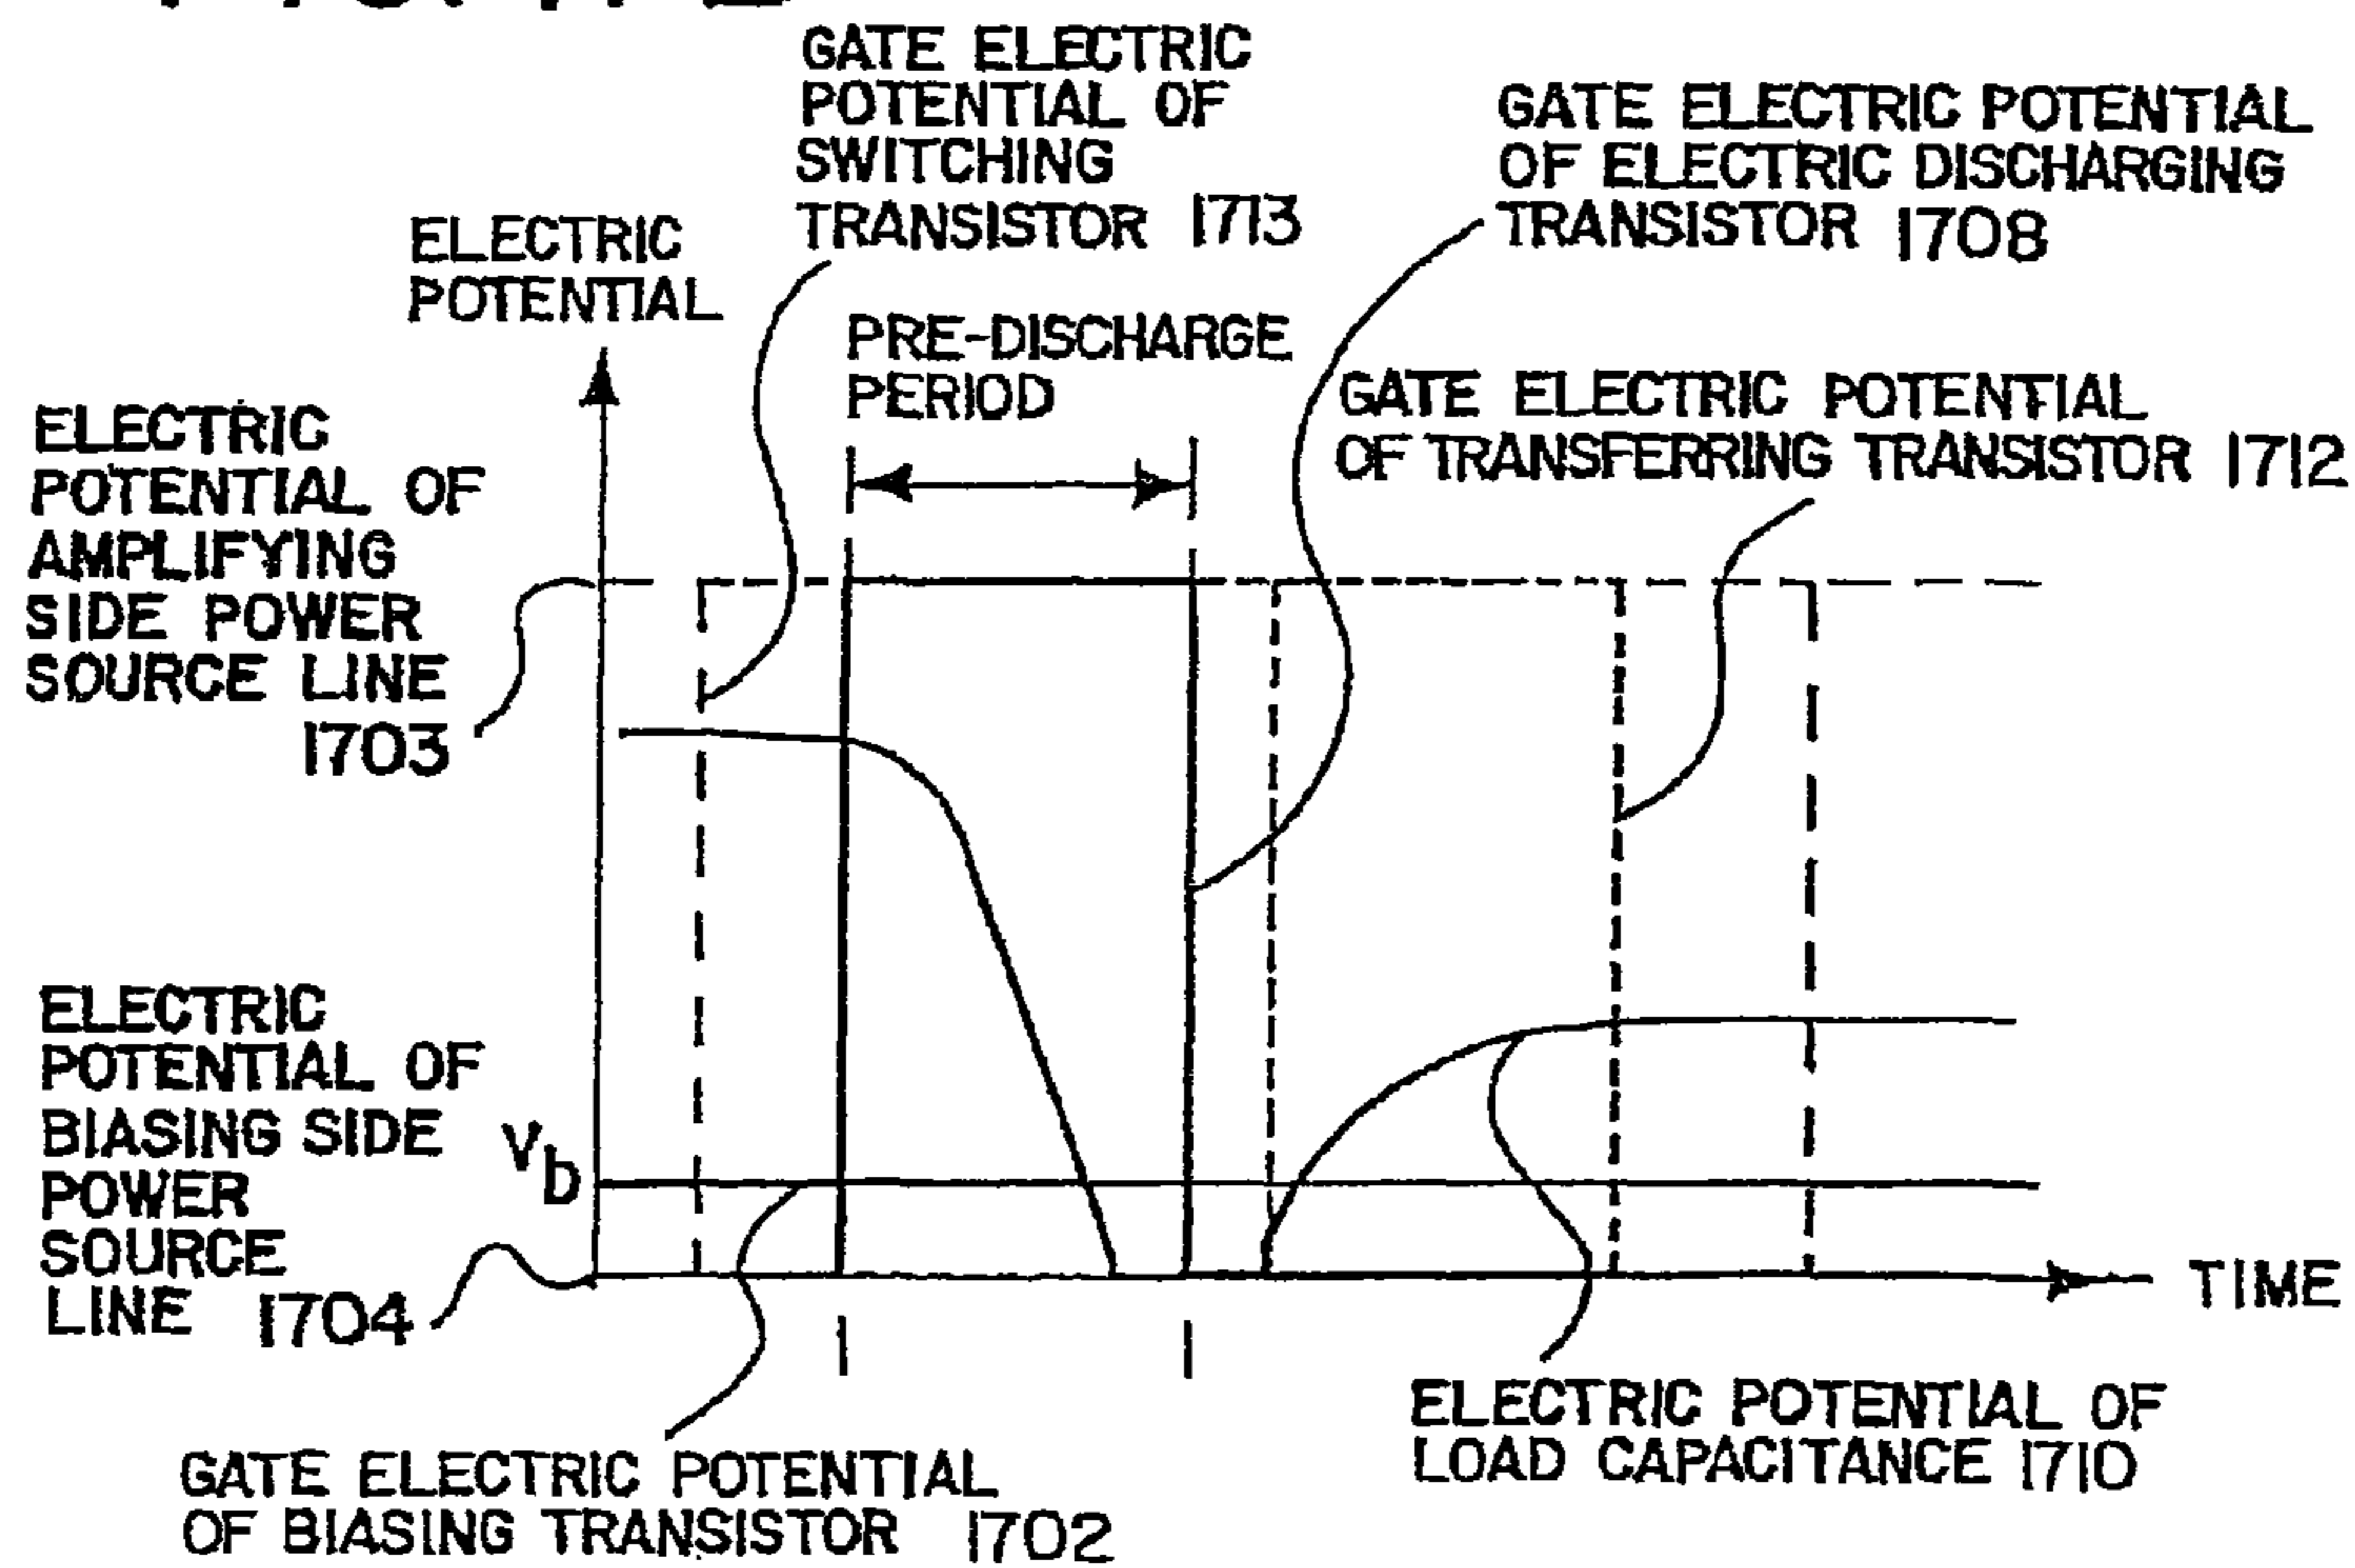 GATE ELECTRIC
POTENTIAL OF
SWITCHING
TRANSISTOR 1713
GATE ELECTRIC POTENTIAL
OF ELECTRIC DISCHARGING
TRANSISTOR 1708
ELECTRIC
POTENTIAL
PRE-DISCHARGE
PERIOD
GATE ELECTRIC POTENTIAL
OF TRANSFERRING TRANSISTOR 1712
ELECTRIC
POTENTIAL OF
AMPLIFYING
SIDE POWER
SOURCE LINE
1703
ELECTRIC
POTENTIAL OF
BIASING SIDE
POWER
SOURCE
LINE 1704
Vb
TIME
ELECTRIC POTENTIAL OF
LOAD CAPACITANCE 1710
GATE ELECTRIC POTENTIAL
OF BIASING TRANSISTOR 1702